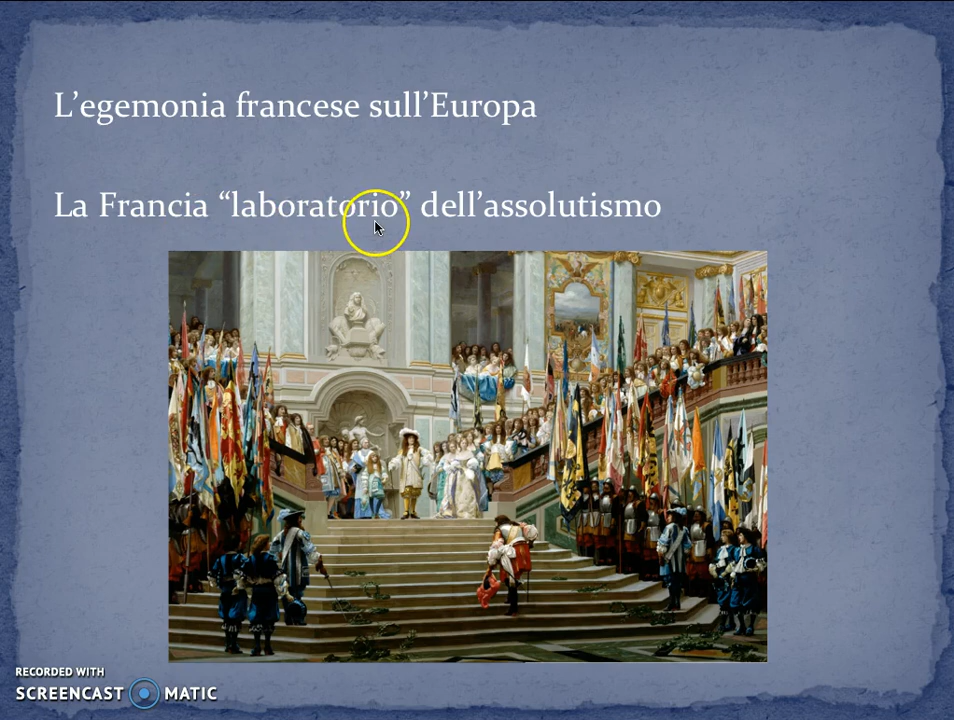 L’egemonia francese sull’Europa
La Francia “laboratorio” dell’assolutismo
RECORDED WITH
SCREENCAST MATIC